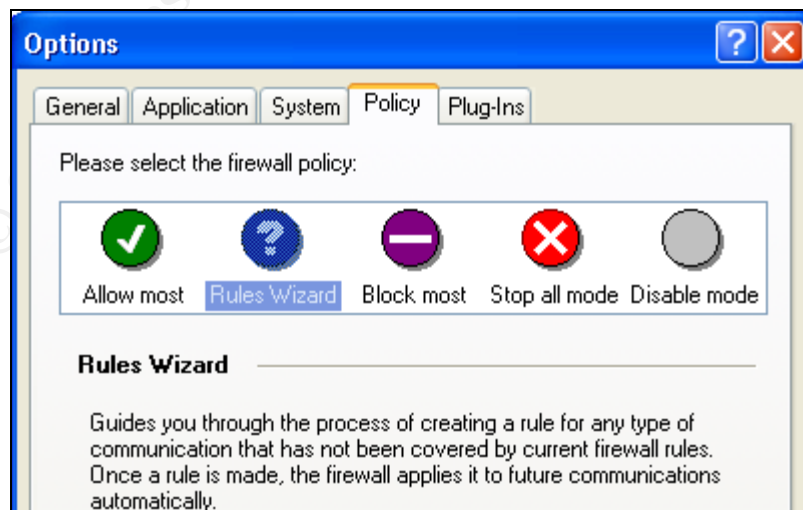 Options
General Application System Policy Plug-Ins
Please select the firewall policy:
Allow most Rules Wizard Block most Stop all mode Disable mode
Rules Wizard
Guides you through the process of creating a rule for any type of
communication that has not been covered by current firewall rules.
Once a rule is made, the firewall applies it to future communications
automatically.